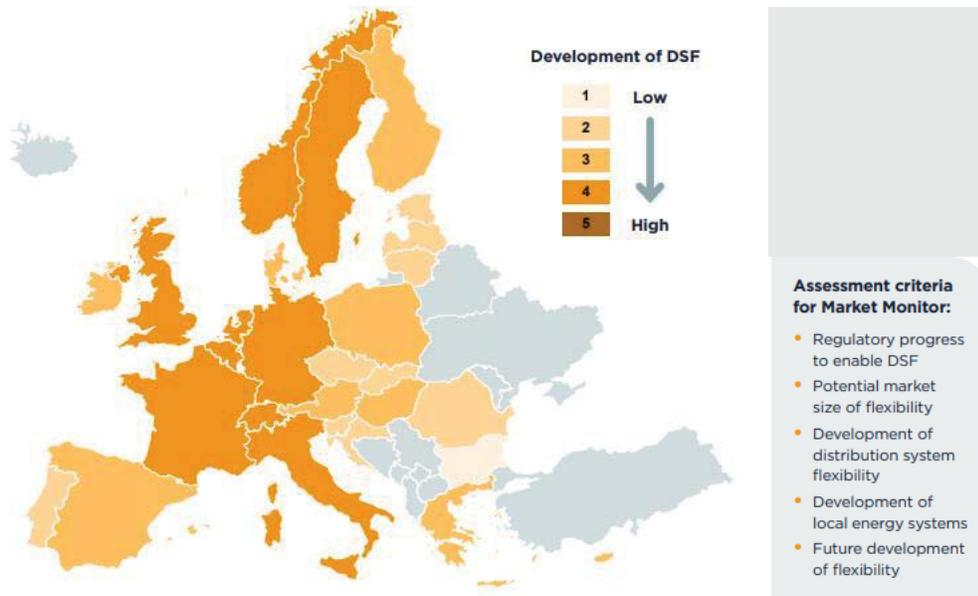 Development of DSF
1 Low
2
3
4
5 High
Assessment criteria
for Market Monitor:
• Regulatory progress
to enable DSF
• Potential market
size of flexibility
• Development of
distribution system
flexibility
• Development of
local energy systems
• Future development
of flexibility